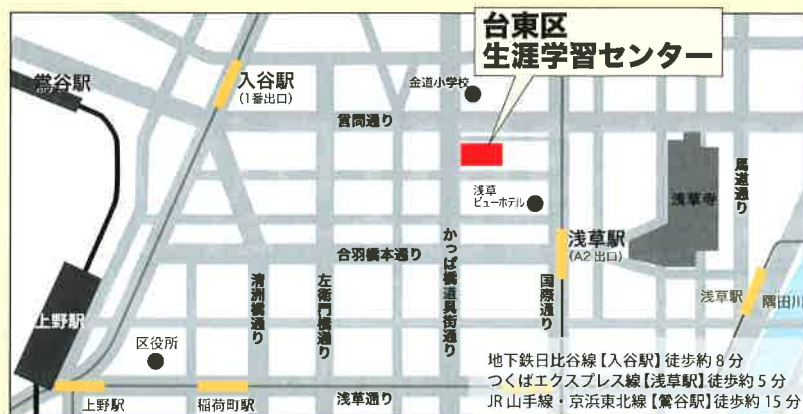 台東区
生涯学習センター
鶯谷駅
入谷駅
(1番出口)
金道小学校
言問通り
浅草
ビューホテル
馬道通り
浅草寺
合羽橋本通り
かっぱ橋道具街通り
国際通り
浅草駅
(A2出口)
清洲橋通り
左衛門橋通り
浅草駅
隅田川
上野駅
区役所
上野駅
稲荷町駅
浅草通り
地下鉄日比谷線【入谷駅】徒歩約8分
つくばエクスプレス線【浅草駅】徒歩約5分
JR山手線・京浜東北線【鶯谷駅】徒歩約15分